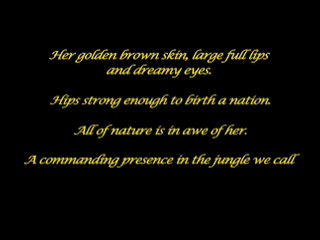 Her golden brown skin, large full lips
and dreamy eyes.
Hips strong enough to birth a nation.
All of nature is in awe of her.
A commanding presence in the jungle we call